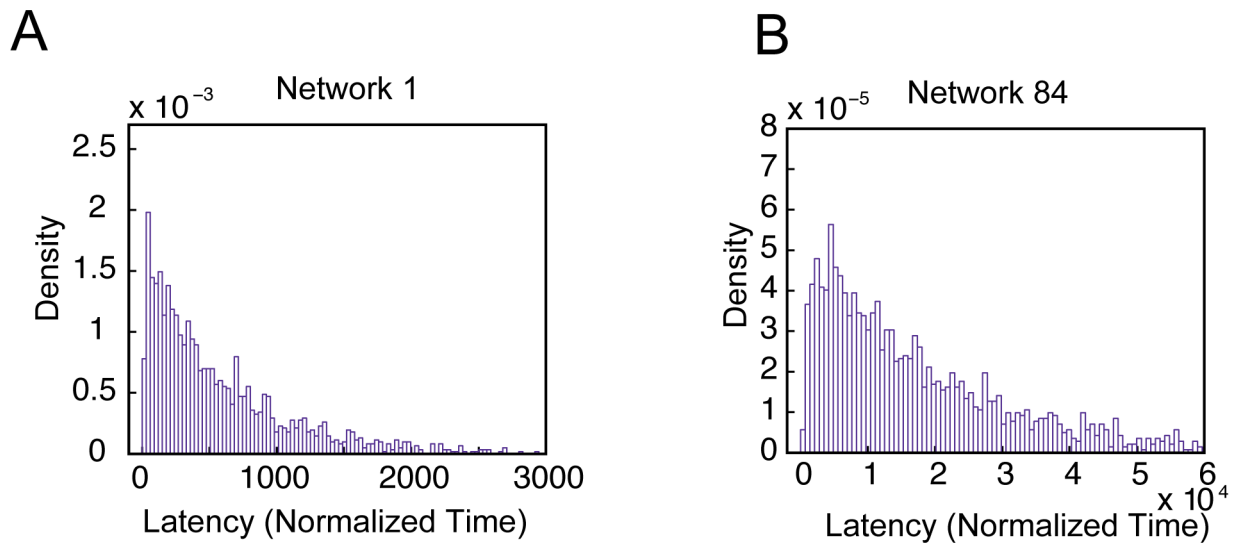 A
B
Network 1
Network 84
x 10⁻³
2.5
2
1.5
1
0.5
0
Density
0 1000 2000 3000
Latency (Normalized Time)
x 10⁻⁵
8
7
6
5
4
3
2
1
0
Density
0 1 2 3 4 5 6
x 10⁴
Latency (Normalized Time)